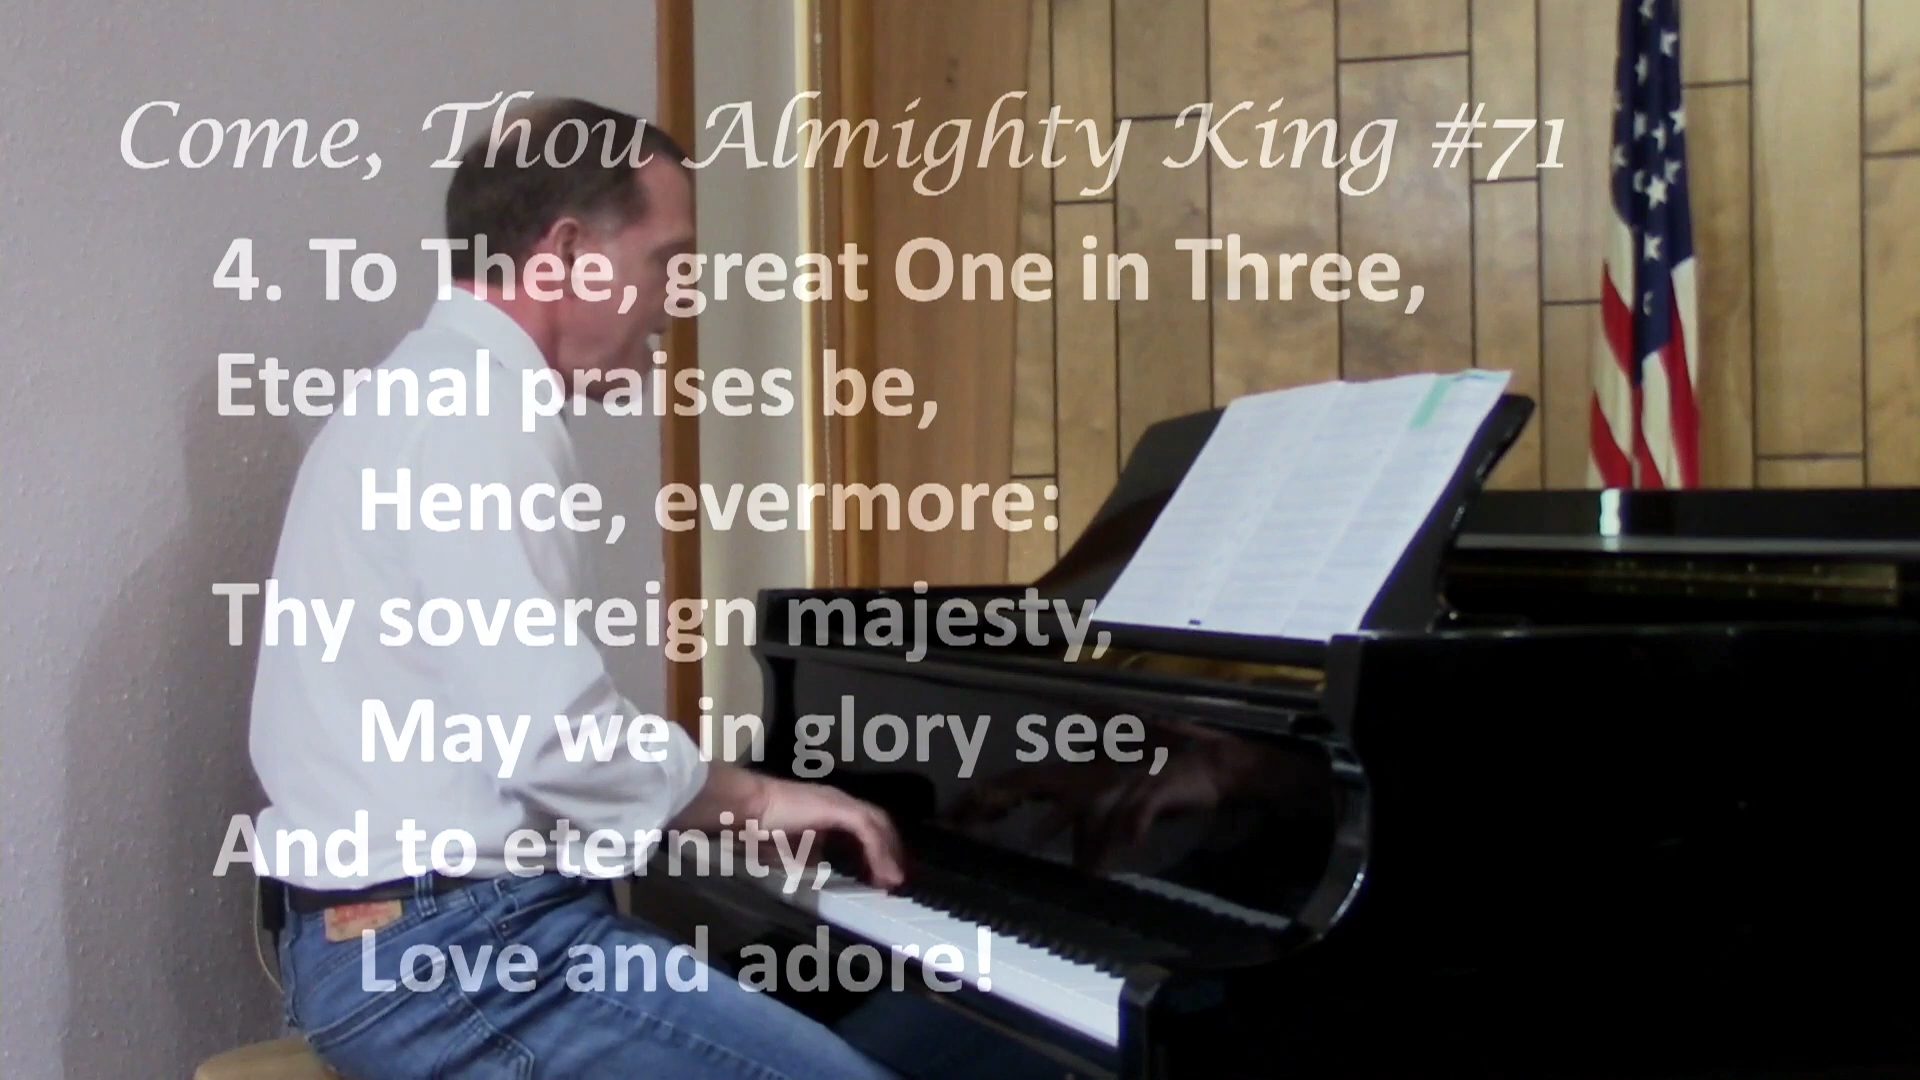 Come, Thou Almighty King #71
4. To Thee, great One in Three,
Eternal praises be,
Hence, evermore:
Thy sovereign majesty,
May we in glory see,
And to eternity,
Love and adore!